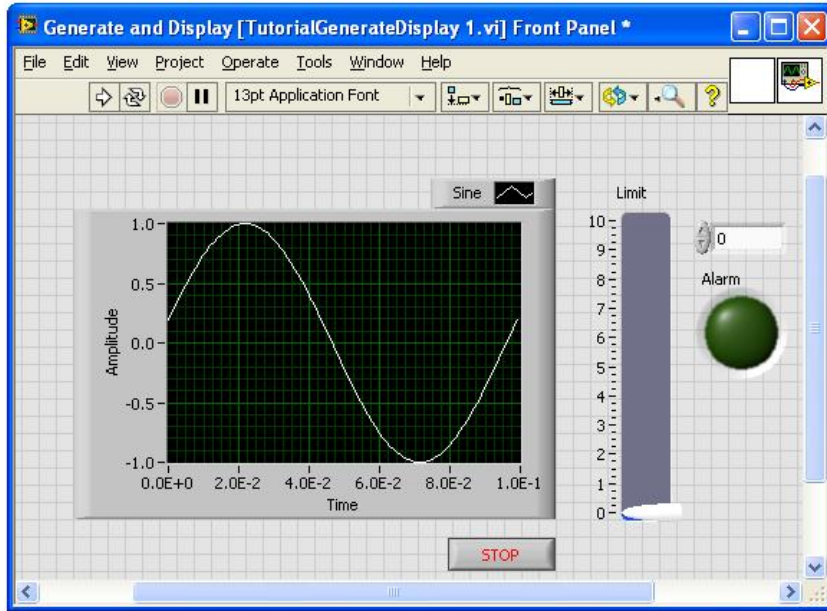 Generate and Display [TutorialGenerateDisplay 1.vi] Front Panel *
File Edit View Project Operate Tools Window Help
13pt Application Font
Sine
Limit
Amplitude
1.0
0.5
0.0
-0.5
-1.0
0.0E+0 2.0E-2 4.0E-2 6.0E-2 8.0E-2 1.0E-1
Time
10
9
8
7
6
5
4
3
2
1
0
0
Alarm
STOP